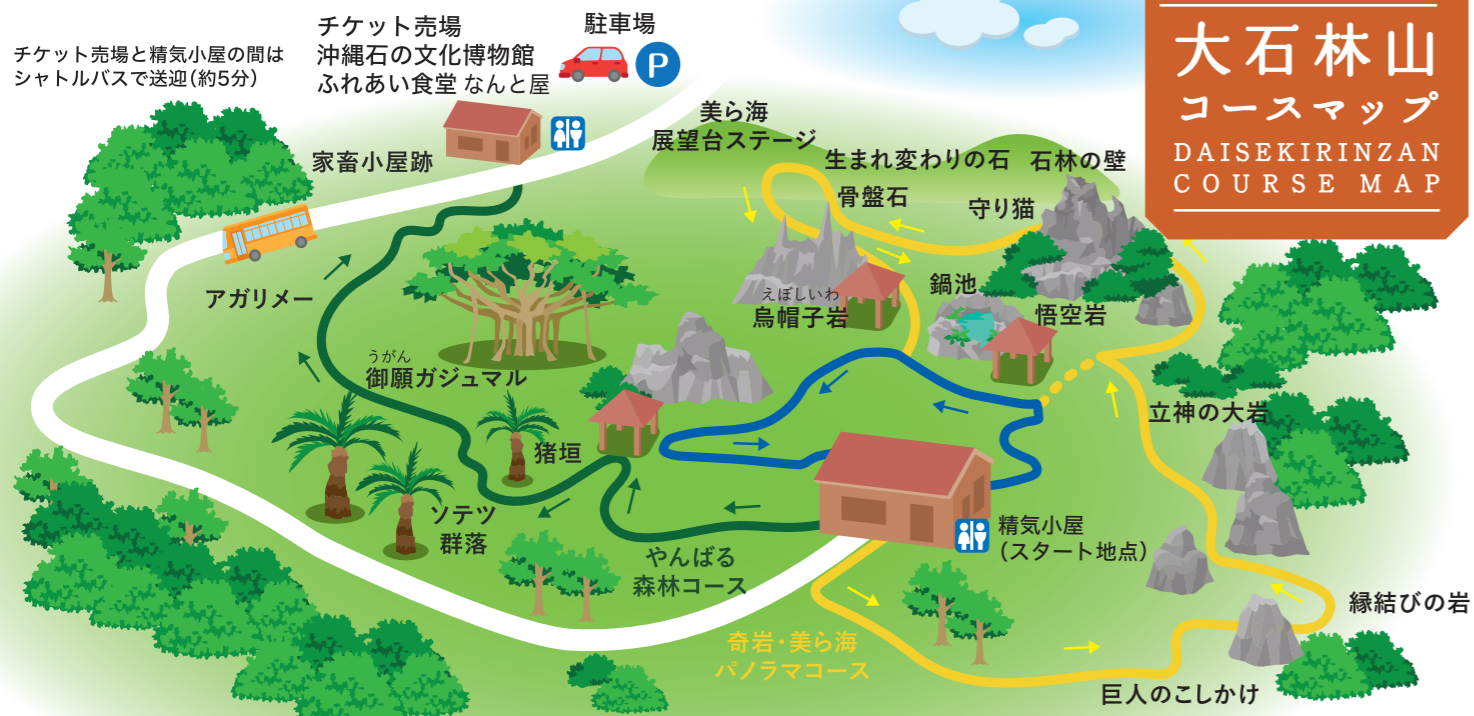 大石林山
コースマップ
DAISEKIRINZAN
COURSE MAP
チケット売場と精気小屋の間は
シャトルバスで送迎(約5分)
チケット売場
沖縄石の文化博物館
ふれあい食堂 なんと屋
駐車場
P
家畜小屋跡
美ら海
展望台ステージ
生まれ変わりの石
石林の壁
骨盤石
守り猫
アガリメー
えぼしいわ
烏帽子岩
鍋池
悟空岩
うがん
御願ガジュマル
立神の大岩
猪垣
ソテツ
群落
精気小屋
(スタート地点)
やんばる
森林コース
縁結びの岩
奇岩・美ら海
パノラマコース
巨人のこしかけ